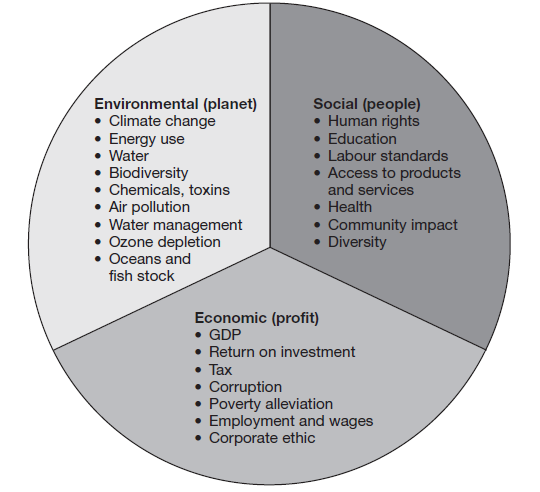 Environmental (planet)
• Climate change
• Energy use
• Water
• Biodiversity
• Chemicals, toxins
• Air pollution
• Water management
• Ozone depletion
• Oceans and
fish stock
Social (people)
• Human rights
• Education
• Labour standards
• Access to products
and services
• Health
• Community impact
• Diversity
Economic (profit)
• GDP
• Return on investment
• Tax
• Corruption
• Poverty alleviation
• Employment and wages
• Corporate ethic